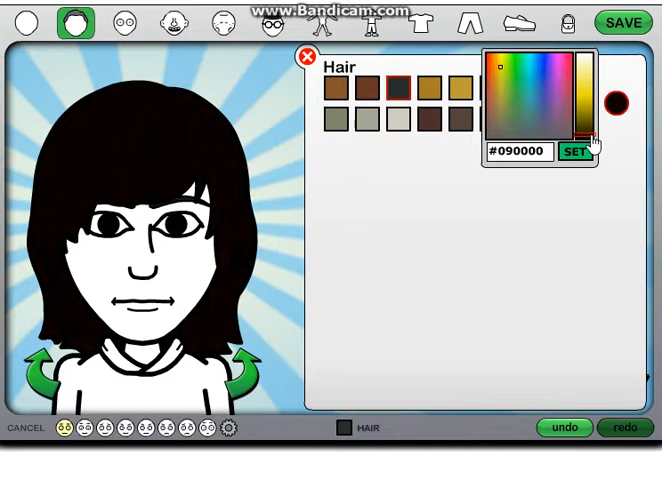 www.Bandicam.com
SAVE
Hair
#090000
SET
CANCEL
HAIR
undo
redo